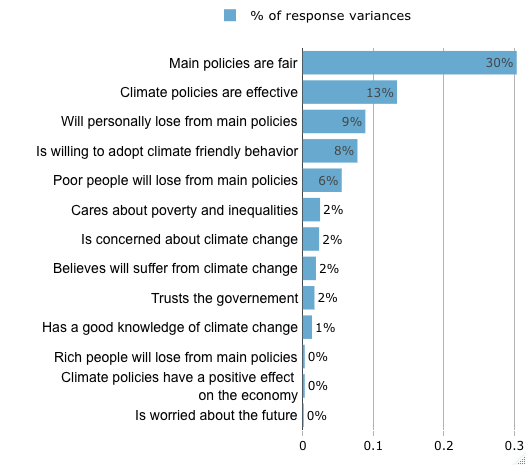 % of response variances
Main policies are fair 30%
Climate policies are effective 13%
Will personally lose from main policies 9%
Is willing to adopt climate friendly behavior 8%
Poor people will lose from main policies 6%
Cares about poverty and inequalities 2%
Is concerned about climate change 2%
Believes will suffer from climate change 2%
Trusts the governement 2%
Has a good knowledge of climate change 1%
Rich people will lose from main policies 0%
Climate policies have a positive effect
on the economy 0%
Is worried about the future 0%
0 0.1 0.2 0.3